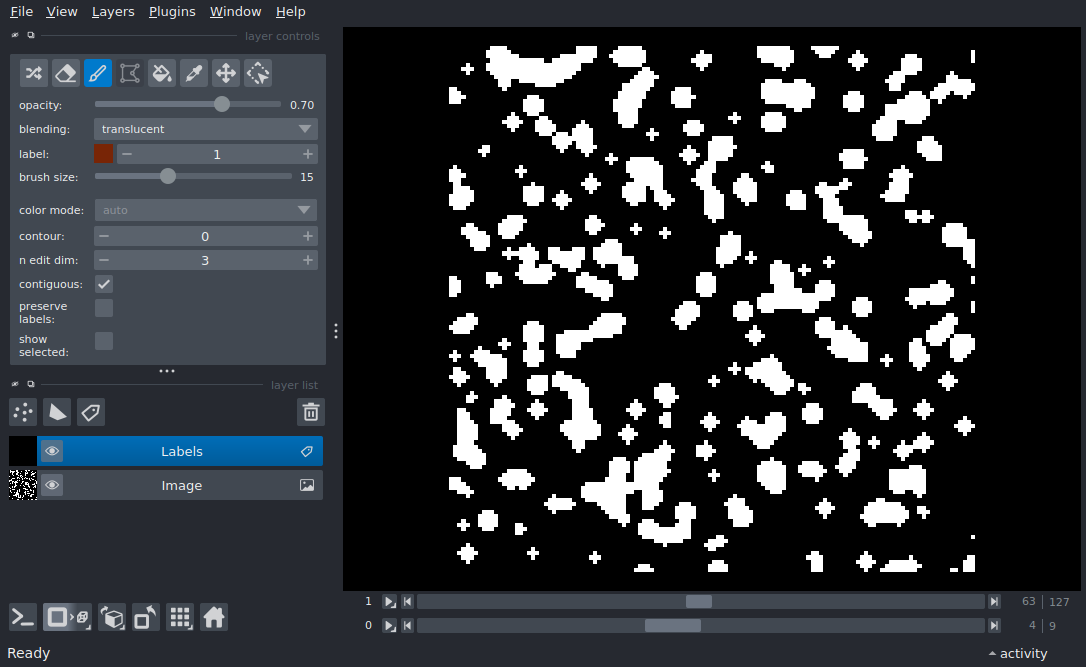 File View Layers Plugins Window Help
layer controls
opacity: 0.70
blending: translucent
label: 1
brush size: 15
color mode: auto
contour: 0
n edit dim: 3
contiguous:
preserve
labels:
show
selected:
layer list
Labels
Image
1 63 127
0 4 9
Ready activity